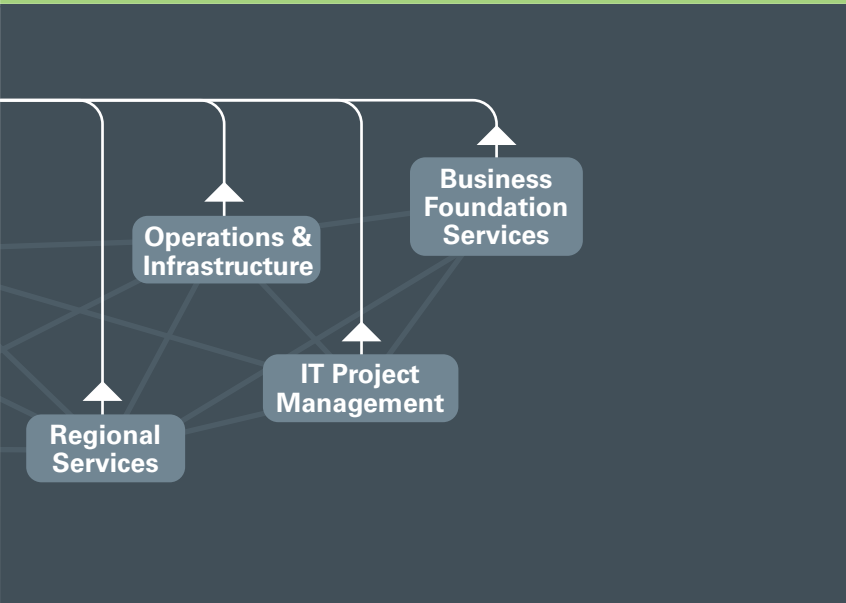 Business
Foundation
Services
Operations &
Infrastructure
IT Project
Management
Regional
Services